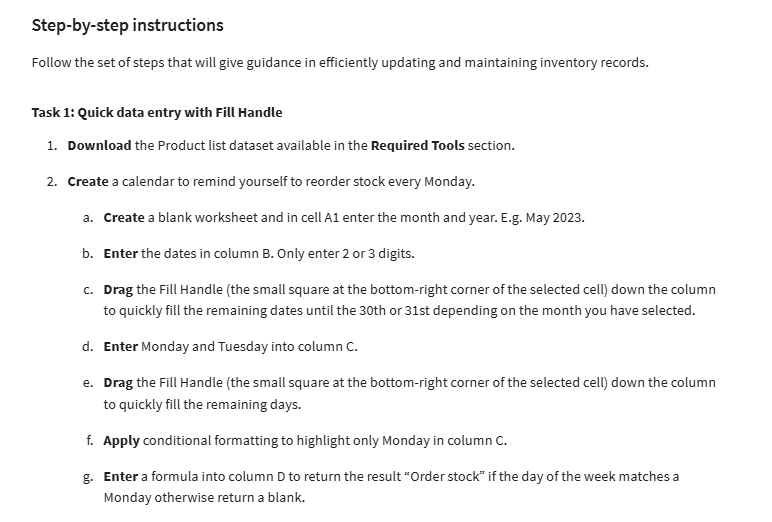 Step-by-step instructions
Follow the set of steps that will give guidance in efficiently updating and maintaining inventory records.
Task 1: Quick data entry with Fill Handle
1. Download the Product list dataset available in the Required Tools section.
2. Create a calendar to remind yourself to reorder stock every Monday.
a. Create a blank worksheet and in cell A1 enter the month and year. E.g. May 2023.
b. Enter the dates in column B. Only enter 2 or 3 digits.
c. Drag the Fill Handle (the small square at the bottom-right corner of the selected cell) down the column
to quickly fill the remaining dates until the 30th or 31st depending on the month you have selected.
d. Enter Monday and Tuesday into column C.
e. Drag the Fill Handle (the small square at the bottom-right corner of the selected cell) down the column
to quickly fill the remaining days.
f. Apply conditional formatting to highlight only Monday in column C.
g. Enter a formula into column D to return the result “Order stock” if the day of the week matches a
Monday otherwise return a blank.